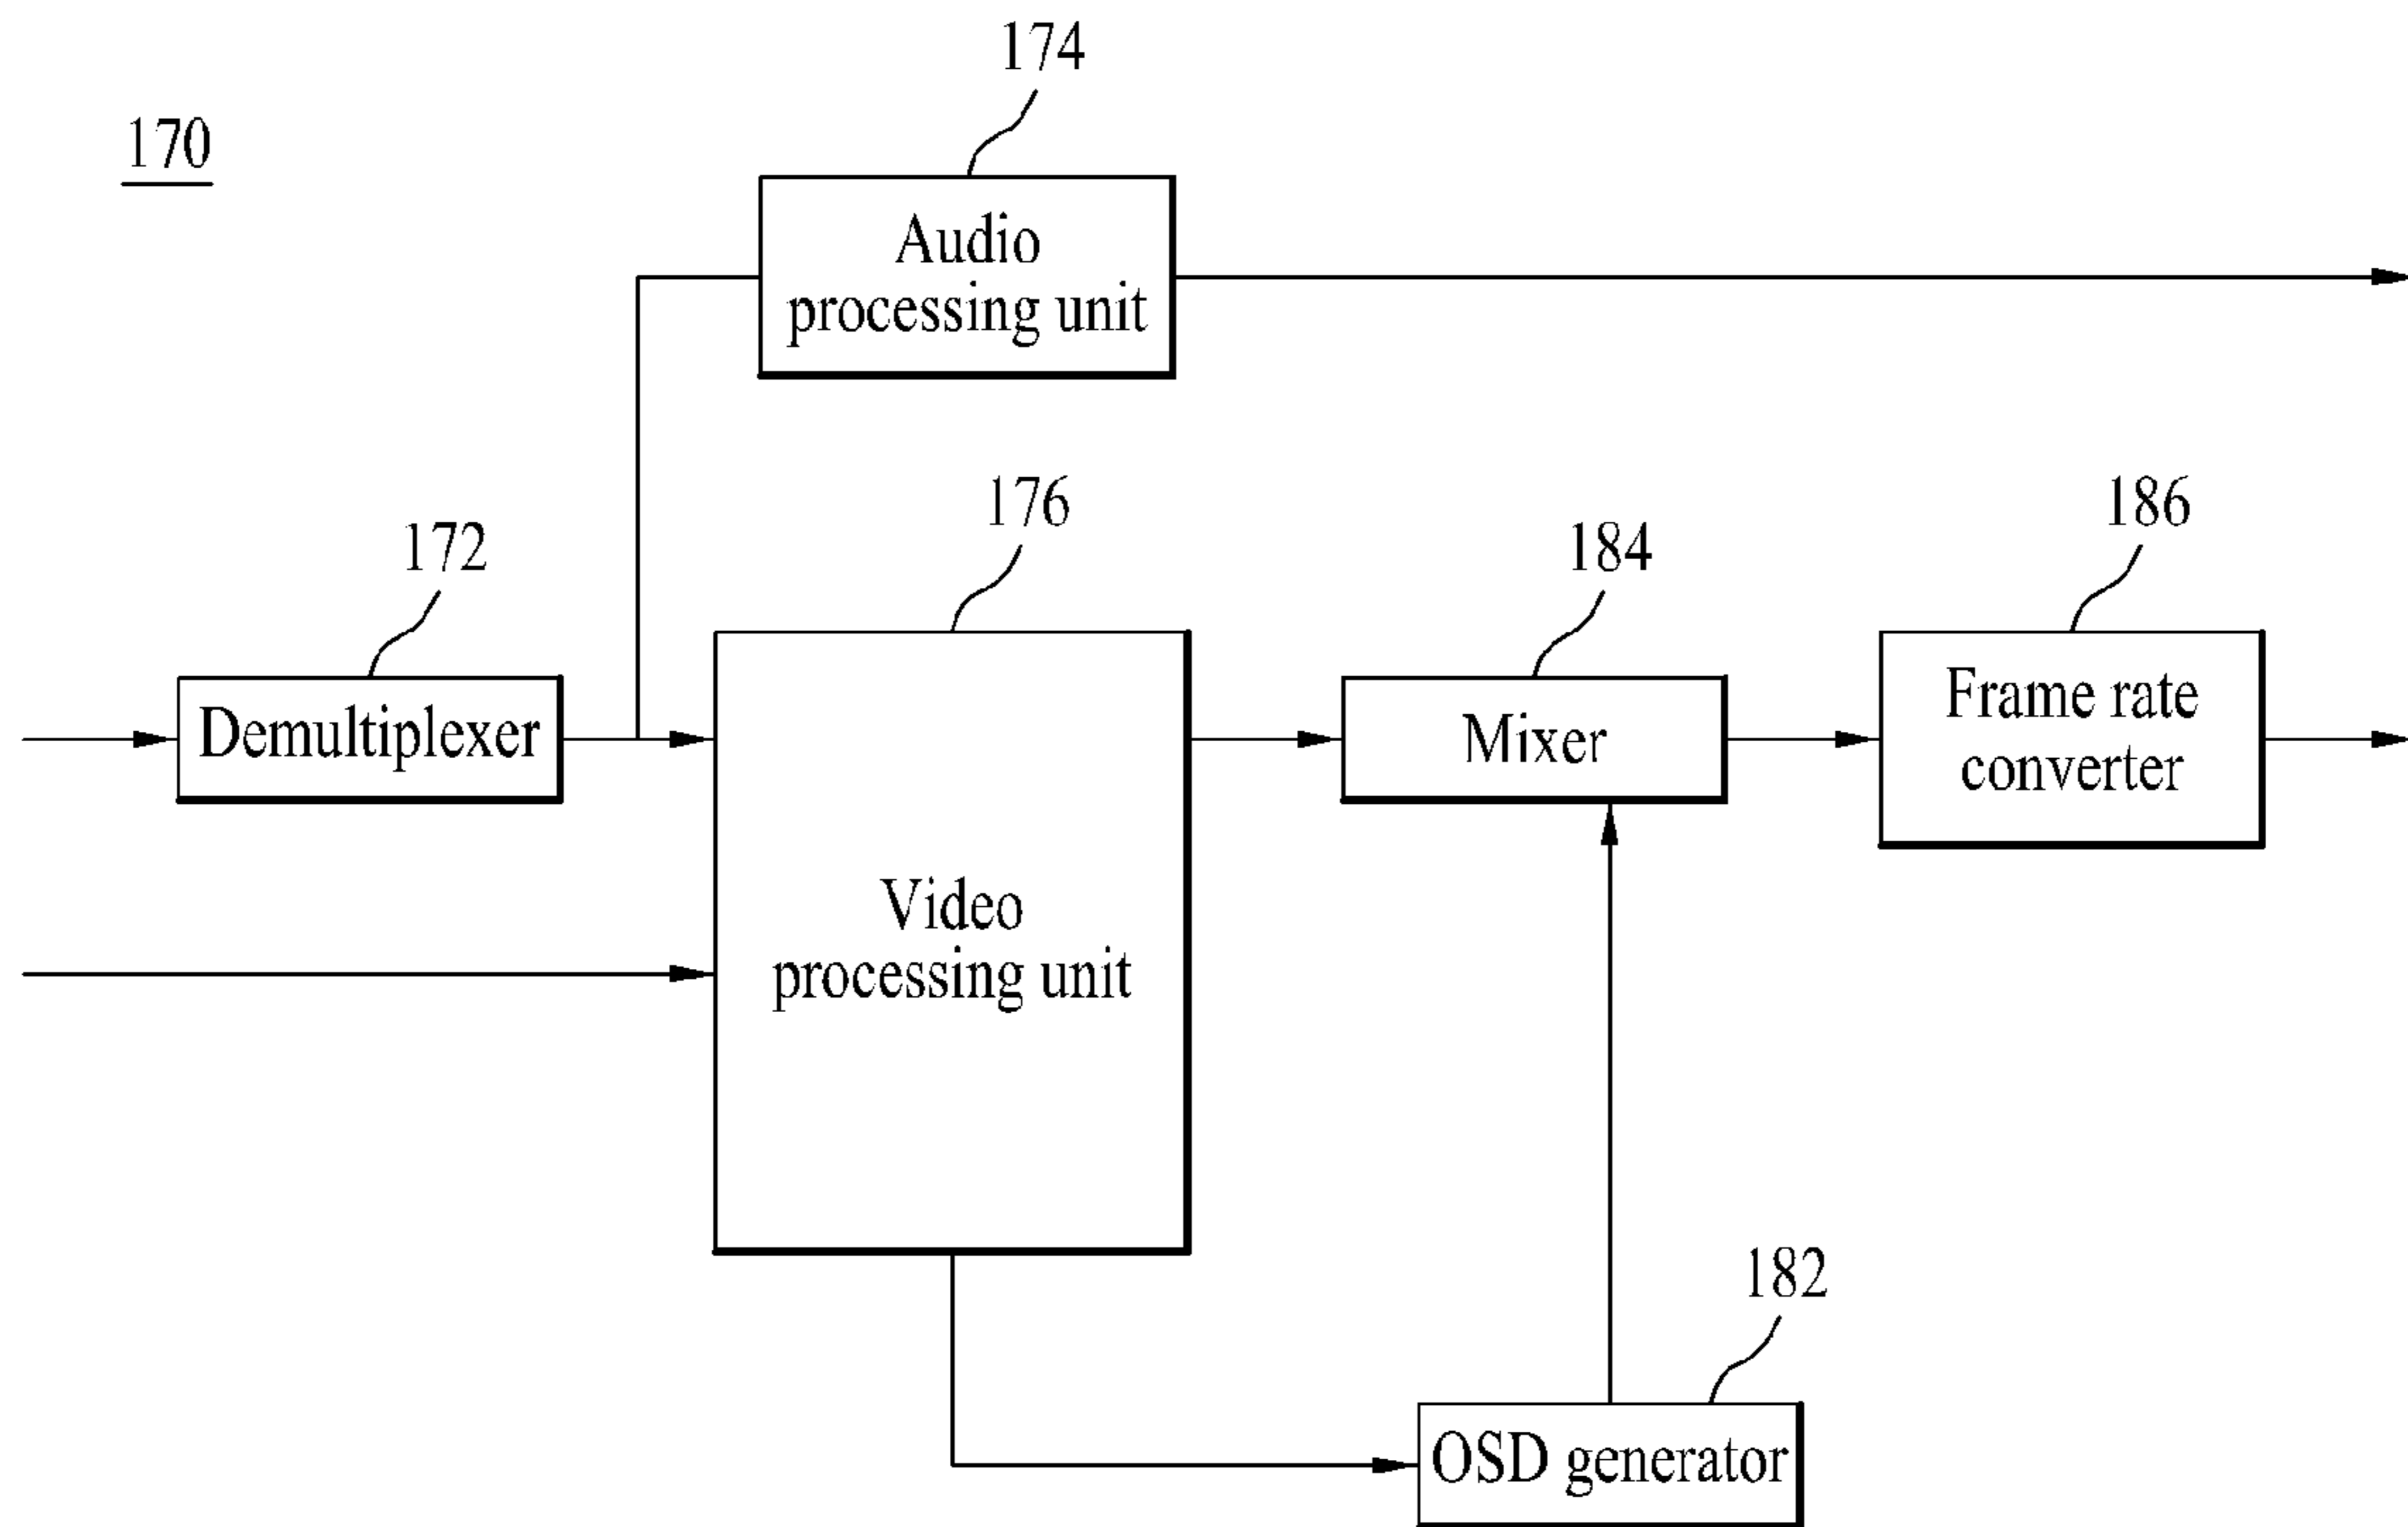 174
170
Audio
processing unit
176
186
172
184
Demultiplexer
Mixer
Frame rate
converter
Video
processing unit
182
OSD generator